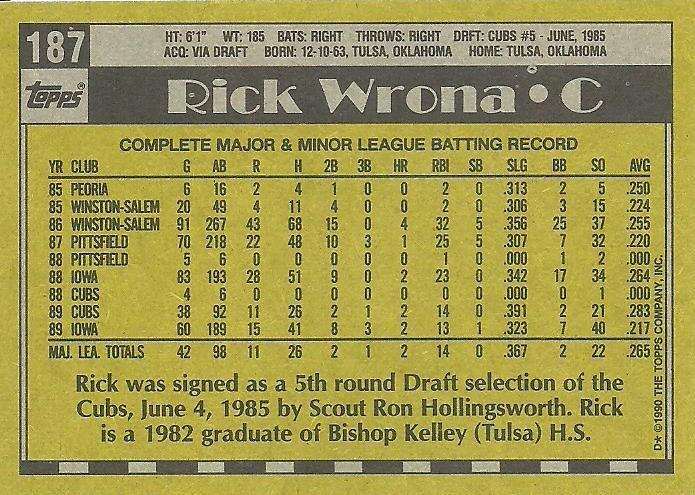 187
HT: 6'1" WT: 185 BATS: RIGHT THROWS: RIGHT DRFT: CUBS #5 - JUNE, 1985
ACQ: VIA DRAFT BORN: 12-10-63, TULSA, OKLAHOMA HOME: TULSA, OKLAHOMA
Topps Rick Wrona • C
COMPLETE MAJOR & MINOR LEAGUE BATTING RECORD
YR CLUB G AB R H 2B 3B HR RBI SB SLG BB SO AVG
85 PEORIA 6 16 2 4 1 0 0 2 0 .313 2 5 .250
85 WINSTON-SALEM 20 49 4 11 4 0 0 2 0 .306 3 15 .224
86 WINSTON-SALEM 91 267 43 68 15 0 4 32 5 .356 25 37 .255
87 PITTSFIELD 70 218 22 48 10 3 1 25 5 .307 7 32 .220
88 PITTSFIELD 5 6 0 0 0 0 0 1 0 .000 1 2 .000
88 IOWA 83 193 28 51 9 0 2 23 0 .342 17 34 .264
88 CUBS 4 6 0 0 0 0 0 0 0 .000 0 1 .000
89 CUBS 38 92 11 26 2 1 2 14 0 .391 2 21 .283
89 IOWA 60 189 15 41 8 3 2 13 1 .323 7 40 .217
MAJ. LEA. TOTALS 42 98 11 26 2 1 2 14 0 .367 2 22 .265
Rick was signed as a 5th round Draft selection of the
Cubs, June 4, 1985 by Scout Ron Hollingsworth. Rick
is a 1982 graduate of Bishop Kelley (Tulsa) H.S.
D* ©1990 THE TOPPS COMPANY, INC.